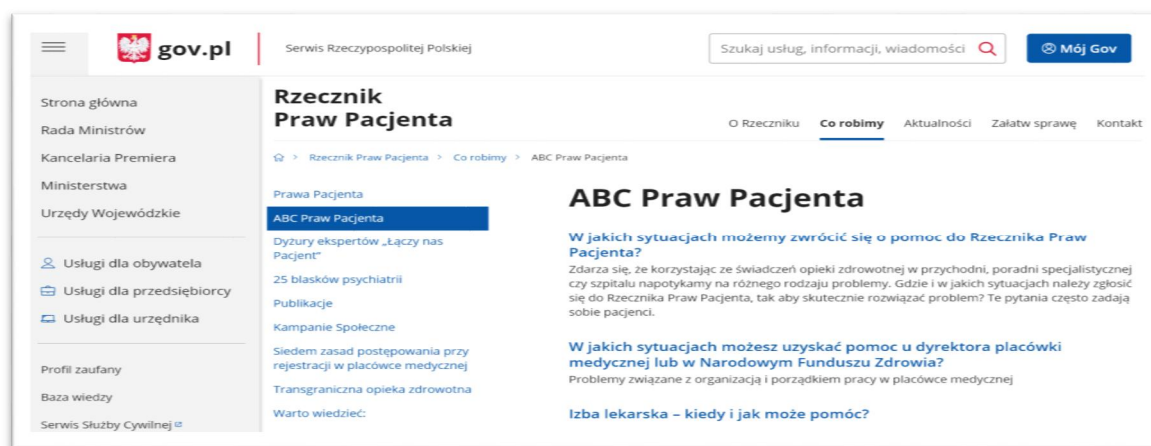 gov.pl
Serwis Rzeczypospolitej Polskiej
Szukaj usług, informacji, wiadomości
Mój Gov
Strona główna
Rada Ministrów
Kancelaria Premiera
Ministerstwa
Urzędy Wojewódzkie
Usługi dla obywatela
Usługi dla przedsiębiorcy
Usługi dla urzędnika
Profil zaufany
Baza wiedzy
Serwis Służby Cywilnej
Rzecznik
Praw Pacjenta
O Rzeczniku Co robimy Aktualności Załatw sprawę Kontakt
> Rzecznik Praw Pacjenta > Co robimy > ABC Praw Pacjenta
Prawa Pacjenta
ABC Praw Pacjenta
Dyżury ekspertów „Łączy nas
Pacjent”
25 blasków psychiatrii
Publikacje
Kampanie Społeczne
Siedem zasad postępowania przy
rejestracji w placówce medycznej
Transgraniczna opieka zdrowotna
Warto wiedzieć:
ABC Praw Pacjenta
W jakich sytuacjach możemy zwrócić się o pomoc do Rzecznika Praw
Pacjenta?
Zdarza się, że korzystając ze świadczeń opieki zdrowotnej w przychodni, poradni specjalistycznej
czy szpitalu napotykamy na różnego rodzaju problemy. Gdzie i w jakich sytuacjach należy zgłosić
się do Rzecznika Praw Pacjenta, tak aby skutecznie rozwiązać problem? Te pytania często zadają
sobie pacjenci.
W jakich sytuacjach możesz uzyskać pomoc u dyrektora placówki
medycznej lub w Narodowym Funduszu Zdrowia?
Problemy związane z organizacją i porządkiem pracy w placówce medycznej
Izba lekarska – kiedy i jak może pomóc?